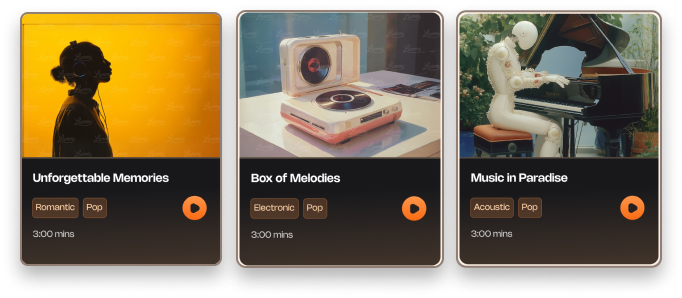 Unforgettable Memories
Romantic
Pop
3:00 mins
Box of Melodies
Electronic
Pop
3:00 mins
Music in Paradise
Acoustic
Pop
3:00 mins